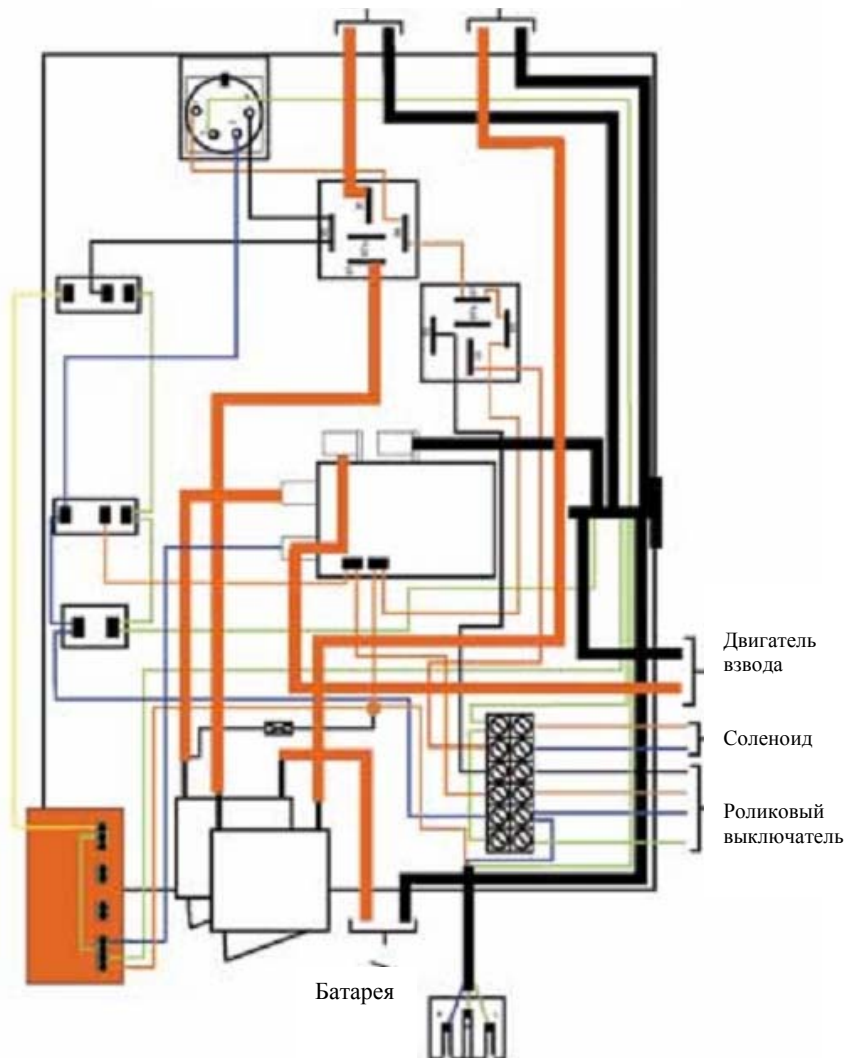 Двигатель
взвода
Соленоид
Роликовый
выключатель
Батарея